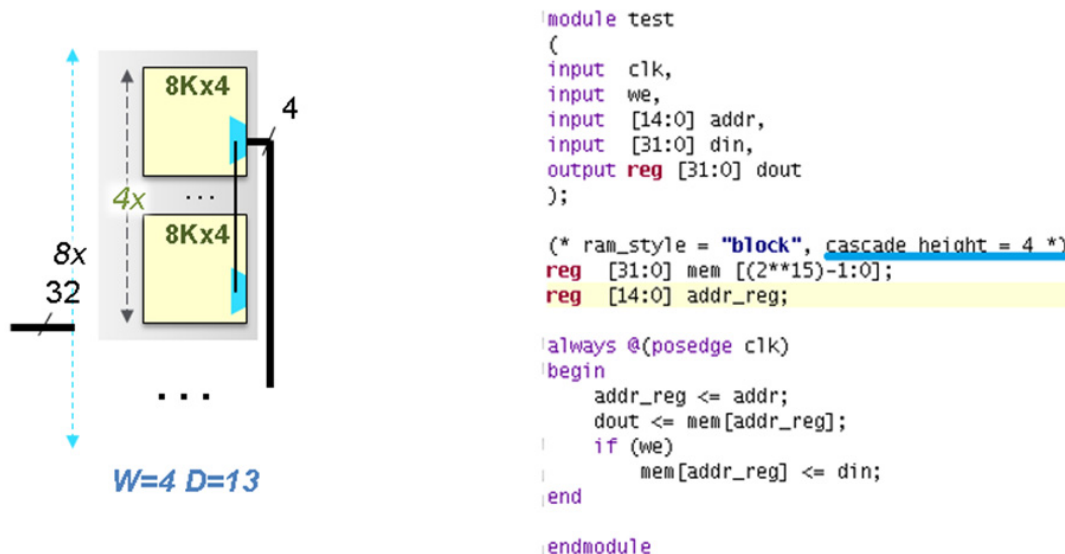 8Kx4
4
4x
...
8Kx4
8x
32
...
W=4 D=13
module test
(
input clk,
input we,
input [14:0] addr,
input [31:0] din,
output reg [31:0] dout
);
(* ram_style = "block", cascade_height = 4 *)
reg [31:0] mem [(2**15)-1:0];
reg [14:0] addr_reg;
always @(posedge clk)
begin
addr_reg <= addr;
dout <= mem[addr_reg];
if (we)
mem[addr_reg] <= din;
end
endmodule